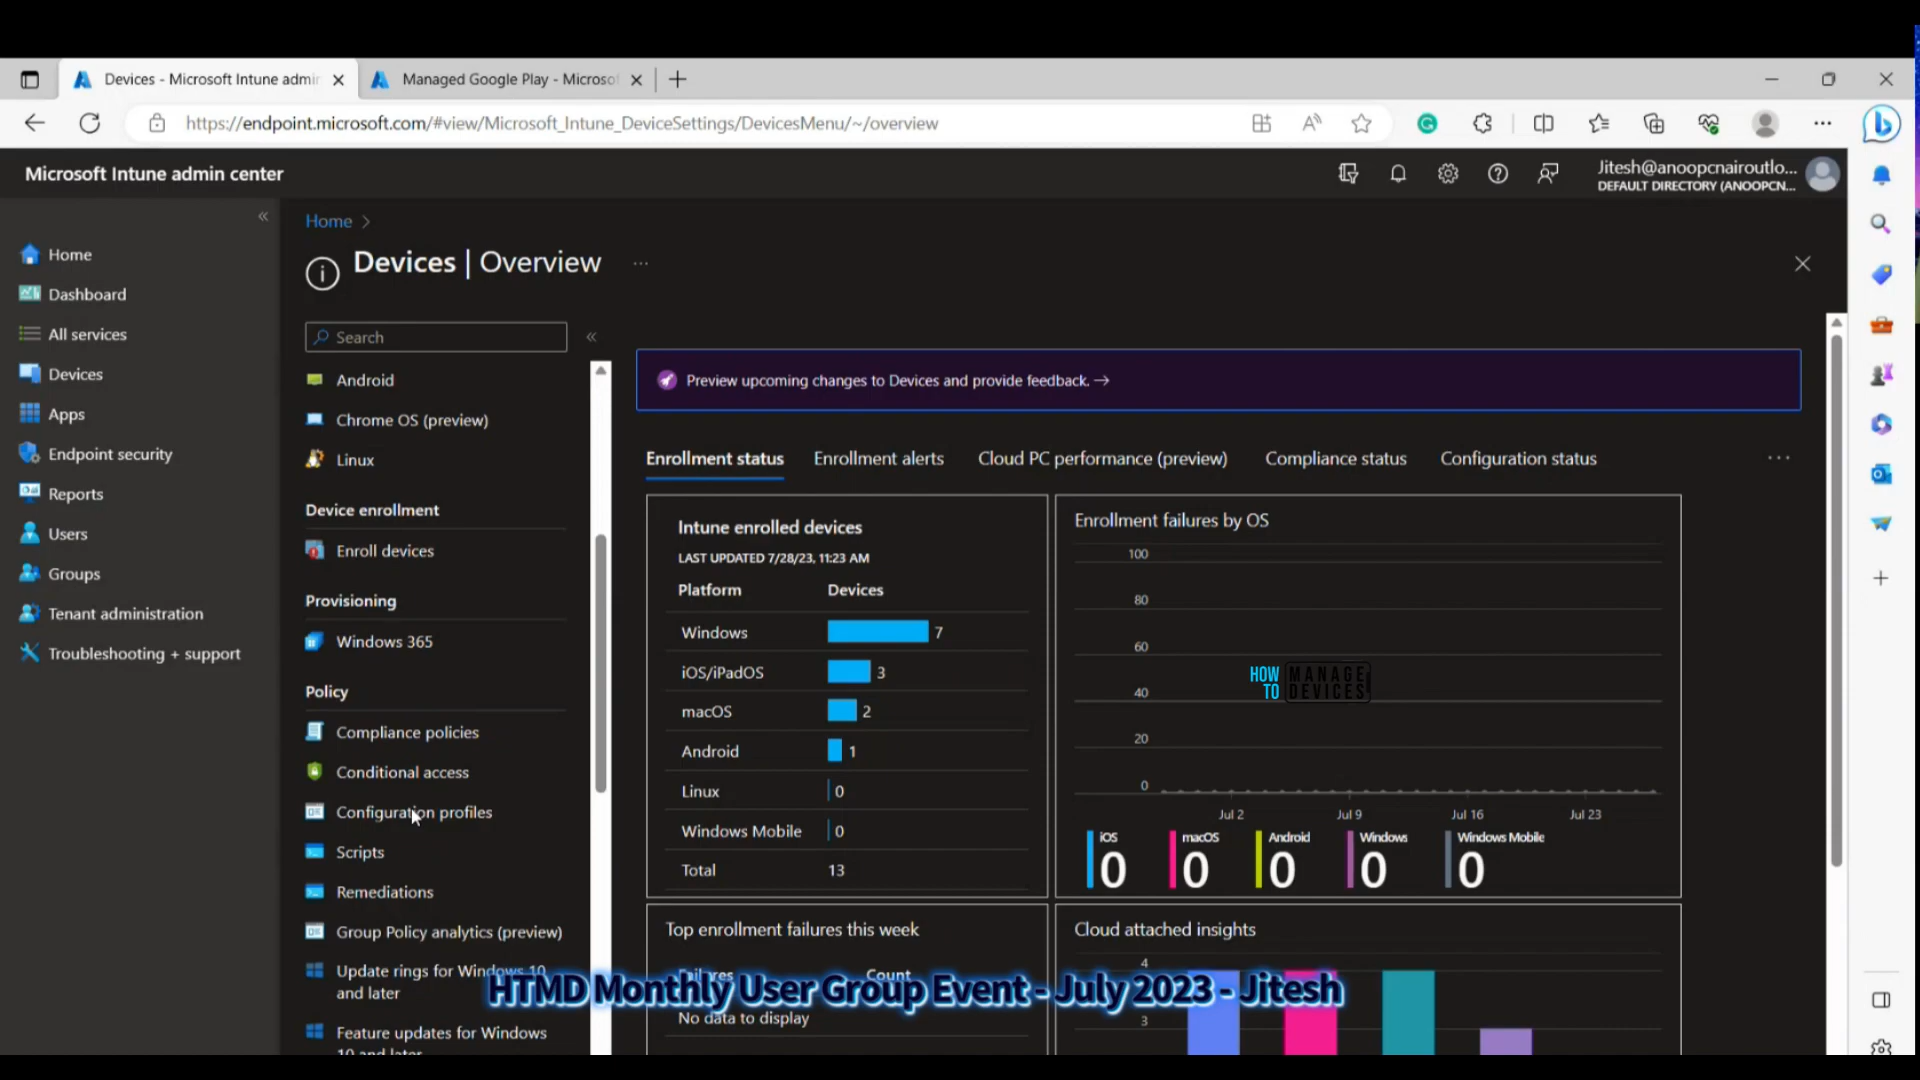 Devices - Microsoft Intune admin
Managed Google Play - Microsof
https://endpoint.microsoft.com/#view/Microsoft_Intune_DeviceSettings/DevicesMenu/~/overview
Microsoft Intune admin center
Jitesh@anoopcnairoutlo...
DEFAULT DIRECTORY (ANOOPCN...
Home
Dashboard
All services
Devices
Apps
Endpoint security
Reports
Users
Groups
Tenant administration
Troubleshooting + support
Home >
Devices | Overview
Search
Android
Chrome OS (preview)
Linux
Device enrollment
Enroll devices
Provisioning
Windows 365
Policy
Compliance policies
Conditional access
Configuration profiles
Scripts
Remediations
Group Policy analytics (preview)
Update rings for Windows 10
and later
Feature updates for Windows
10 and later
Preview upcoming changes to Devices and provide feedback. →
Enrollment status Enrollment alerts Cloud PC performance (preview) Compliance status Configuration status
Intune enrolled devices
LAST UPDATED 7/28/23, 11:23 AM
Platform Devices
Windows 7
iOS/iPadOS 3
macOS 2
Android 1
Linux 0
Windows Mobile 0
Total 13
Enrollment failures by OS
100
80
60
40
20
0
Jul 2 Jul 9 Jul 16 Jul 23
iOS macOS Android Windows Windows Mobile
0 0 0 0 0
HOW MANAGE
TO DEVICES
Top enrollment failures this week
Failures Count
No data to display
Cloud attached insights
4
3
HTMD Monthly User Group Event - July 2023 - Jitesh